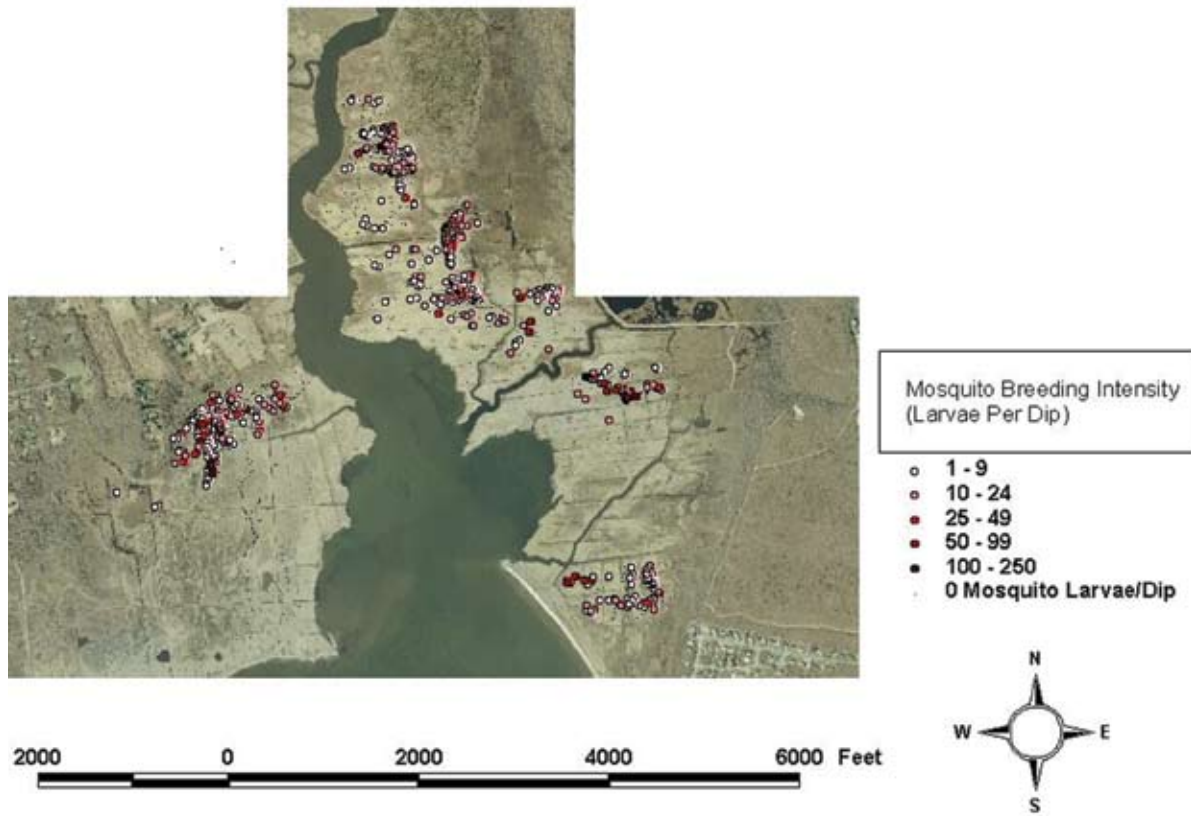 Mosquito Breeding Intensity
(Larvae Per Dip)
1 - 9
10 - 24
25 - 49
50 - 99
100 - 250
0 Mosquito Larvae/Dip
N
W E
S
2000 0 2000 4000 6000 Feet